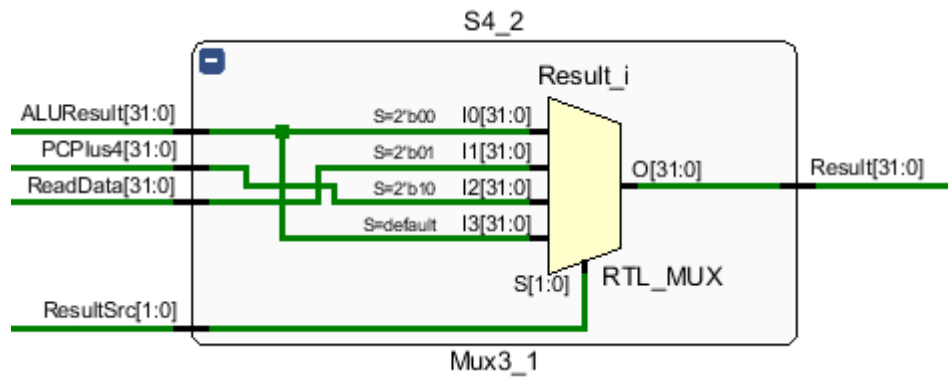 S4_2
Result_i
ALUResult[31:0]
S=2'b00
I0[31:0]
PCPlus4[31:0]
S=2'b01
I1[31:0]
O[31:0]
Result[31:0]
ReadData[31:0]
S=2'b10
I2[31:0]
S=default
I3[31:0]
S[1:0]
RTL_MUX
ResultSrc[1:0]
Mux3_1